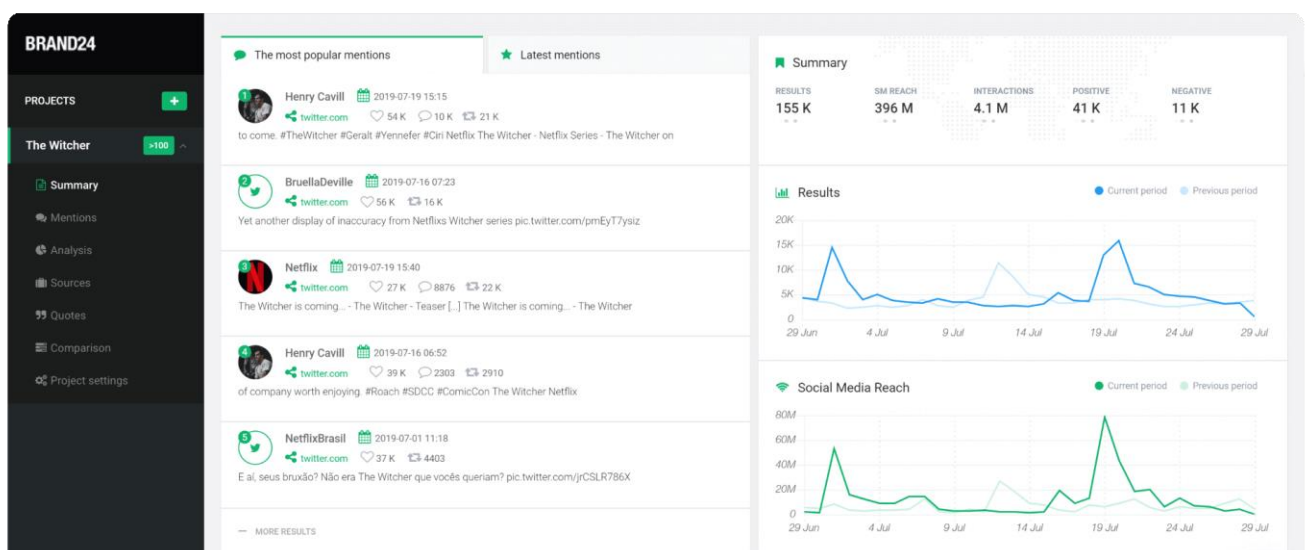 BRAND24
PROJECTS
+
The Witcher >100
Summary
Mentions
Analysis
Sources
Quotes
Comparison
Project settings
The most popular mentions
Latest mentions
1
Henry Cavill 2019-07-19 15:15
twitter.com 54 K 10 K 21 K
to come. #TheWitcher #Geralt #Yennefer #Ciri Netflix The Witcher - Netflix Series - The Witcher on
2
BruellaDeville 2019-07-16 07:23
twitter.com 56 K 16 K
Yet another display of inaccuracy from Netflixs Witcher series pic.twitter.com/pmEyT7ysiz
3
Netflix 2019-07-19 15:40
twitter.com 27 K 8876 22 K
The Witcher is coming... - The Witcher - Teaser [...] The Witcher is coming... - The Witcher
4
Henry Cavill 2019-07-16 06:52
twitter.com 39 K 2303 2910
of company worth enjoying. #Roach #SDCC #ComicCon The Witcher Netflix
5
NetflixBrasil 2019-07-01 11:18
twitter.com 37 K 4403
E aí, seus bruxão? Não era The Witcher que vocês queriam? pic.twitter.com/jrCSLR786X
MORE RESULTS
Summary
RESULTS SM REACH INTERACTIONS POSITIVE NEGATIVE
155 K 396 M 4.1 M 41 K 11 K
Results
Current period Previous period
20K
15K
10K
5K
0
29 Jun 4 Jul 9 Jul 14 Jul 19 Jul 24 Jul 29 Jul
Social Media Reach
Current period Previous period
80M
60M
40M
20M
0
29 Jun 4 Jul 9 Jul 14 Jul 19 Jul 24 Jul 29 Jul